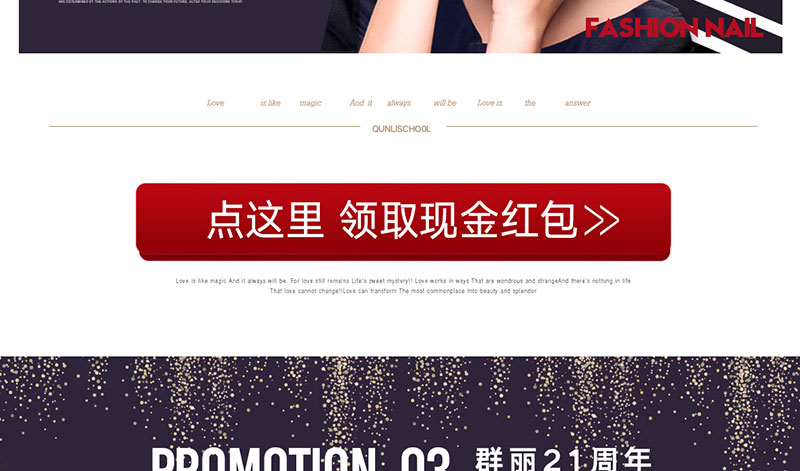 ARE DETERMINED BY THE ACTIONS OF THE PAST. TO CHANGE YOUR FUTURE, ALTER YOUR DECISIONS TODAY.
FASHION NAIL
Love is like magic And it always will be Love is the answer
QUNLISCHOOL
点这里 领取现金红包>>
Love is like magic And it always will be. For love still remains Life's sweet mystery!! Love works in ways That are wondrous and strangeAnd there's nothing in life
That love cannot change!!Love can transform The most commonplace Into beauty and splendor
PROMOTION 03 群丽21周年